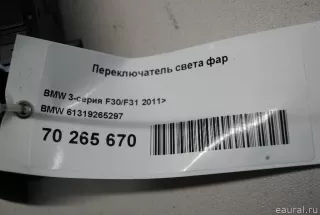 Переключатель света фар
BMW 3-серия F30/F31 2011>
BMW 61319265297
70 265 670
eaural.ru